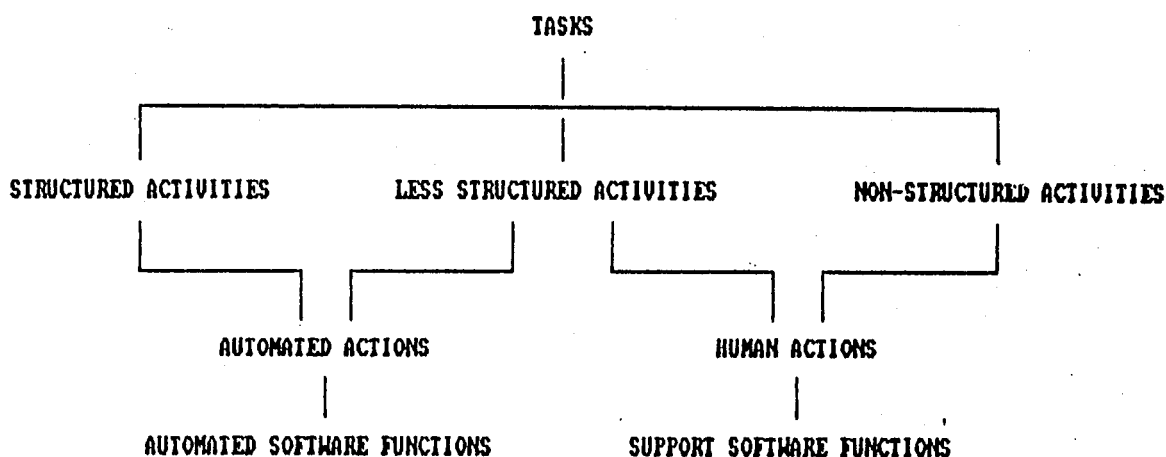 TASKS
STRUCTURED ACTIVITIES LESS STRUCTURED ACTIVITIES NON-STRUCTURED ACTIVITIES
AUTOMATED ACTIONS HUMAN ACTIONS
AUTOMATED SOFTWARE FUNCTIONS SUPPORT SOFTWARE FUNCTIONS